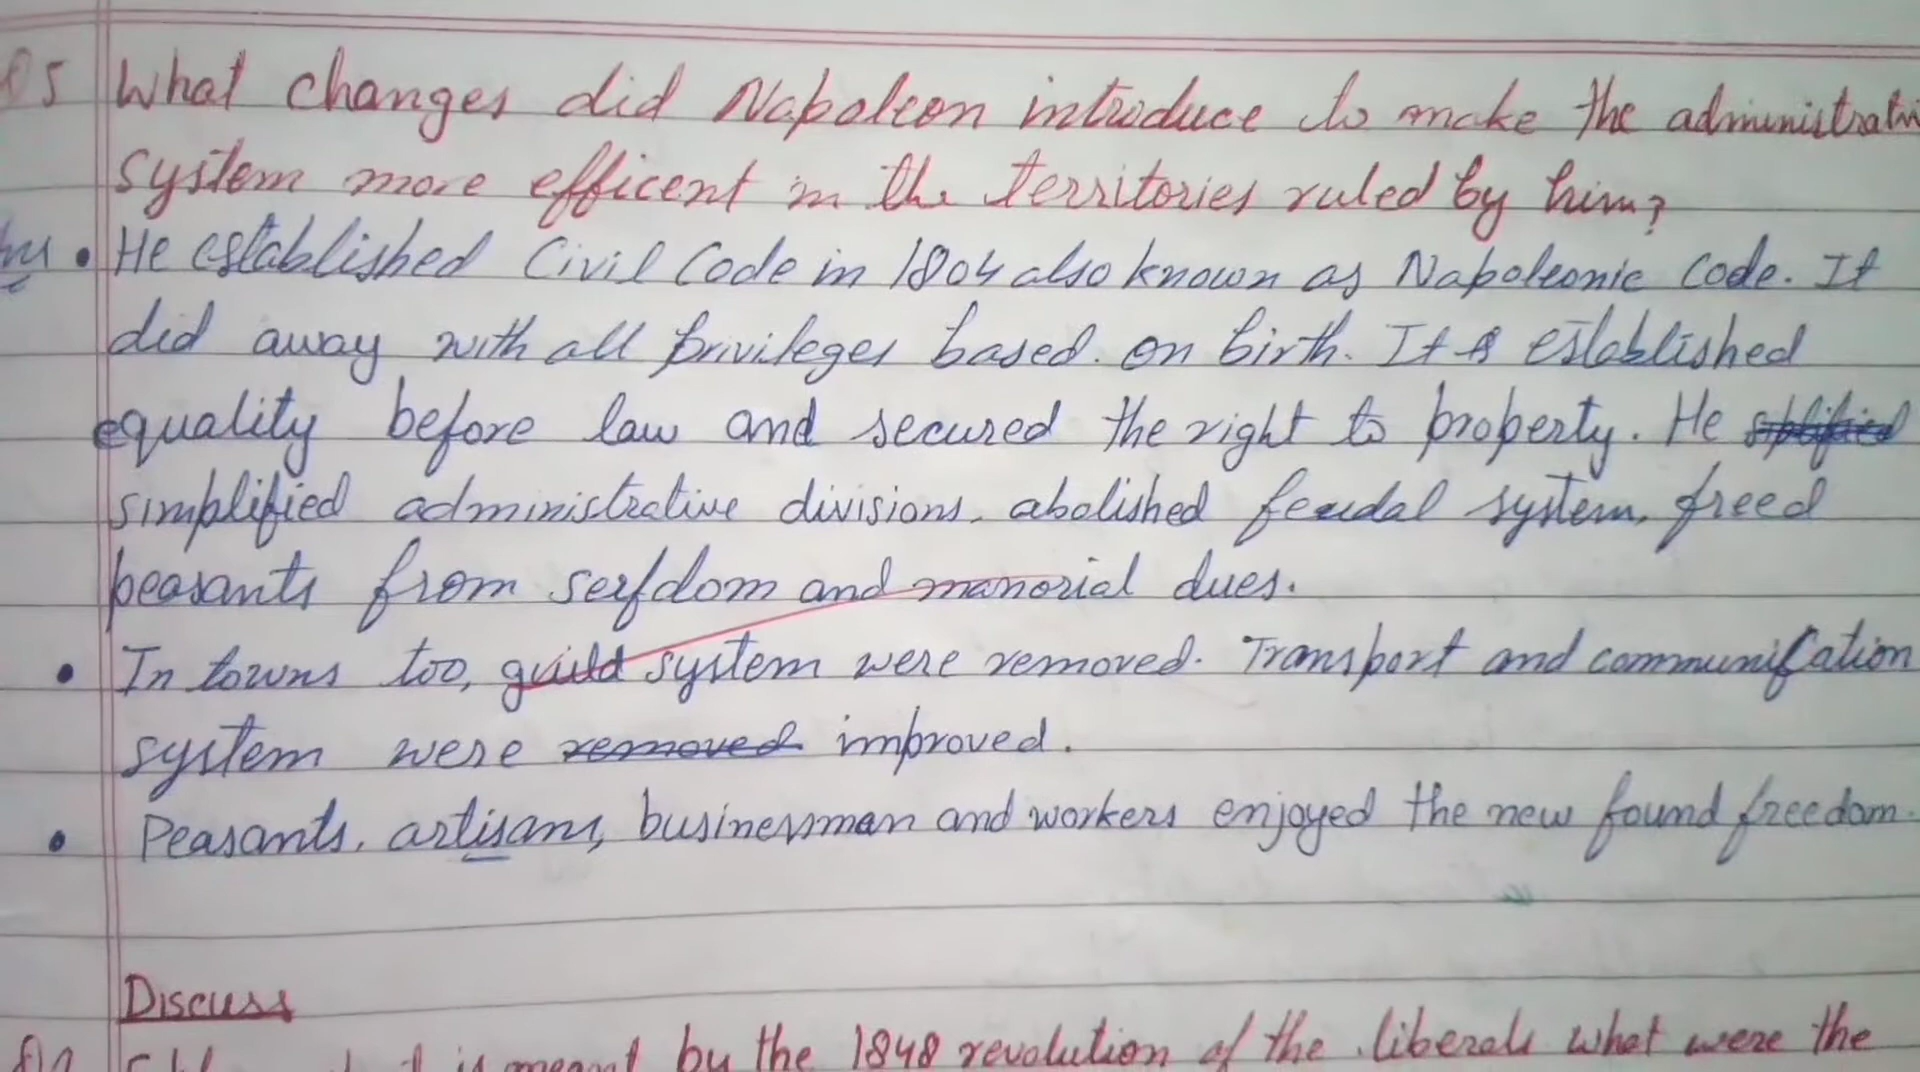 Q5 What changes did Napoleon introduce to make the administrati
system more efficent in the territories ruled by him?
Ans • He established Civil Code in 1804 also known as Napoleonic Code. It
did away with all privileges based. on birth. It established
equality before law and secured the right to property. He
simplified administrative divisions, abolished feudal system, freed
peasants from serfdom and manorial dues.
• In towns too, guild system were removed. Transport and communication
system were removed improved.
• Peasants, artisans, businessman and workers enjoyed the new found freedom.
Discuss
is meant by the 1848 revolution of the liberals what were the